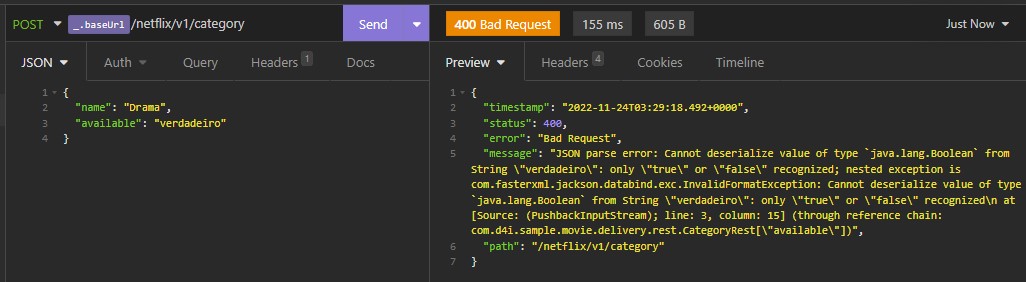 POST _.baseUrl /netflix/v1/category Send 400 Bad Request 155 ms 605 B Just Now
JSON Auth Query Headers 1 Docs Preview Headers 4 Cookies Timeline
1 {
2 "name": "Drama",
3 "available": "verdadeiro"
4 }
1 {
2 "timestamp": "2022-11-24T03:29:18.492+0000",
3 "status": 400,
4 "error": "Bad Request",
5 "message": "JSON parse error: Cannot deserialize value of type `java.lang.Boolean` from
String \"verdadeiro\": only \"true\" or \"false\" recognized; nested exception is
com.fasterxml.jackson.databind.exc.InvalidFormatException: Cannot deserialize value of type
`java.lang.Boolean` from String \"verdadeiro\": only \"true\" or \"false\" recognized\n at
[Source: (PushbackInputStream); line: 3, column: 15] (through reference chain:
com.d4i.sample.movie.delivery.rest.CategoryRest[\"available\"])",
6 "path": "/netflix/v1/category"
7 }